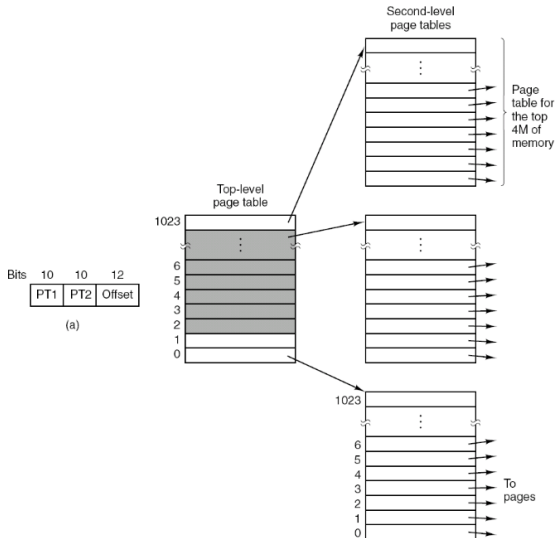 Second-level
page tables
Page
table for
the top
4M of
memory
Top-level
page table
1023
6
5
4
3
2
1
0
Bits 10 10 12
PT1 PT2 Offset
(a)
1023
6
5
4
3
2
1
0
To
pages